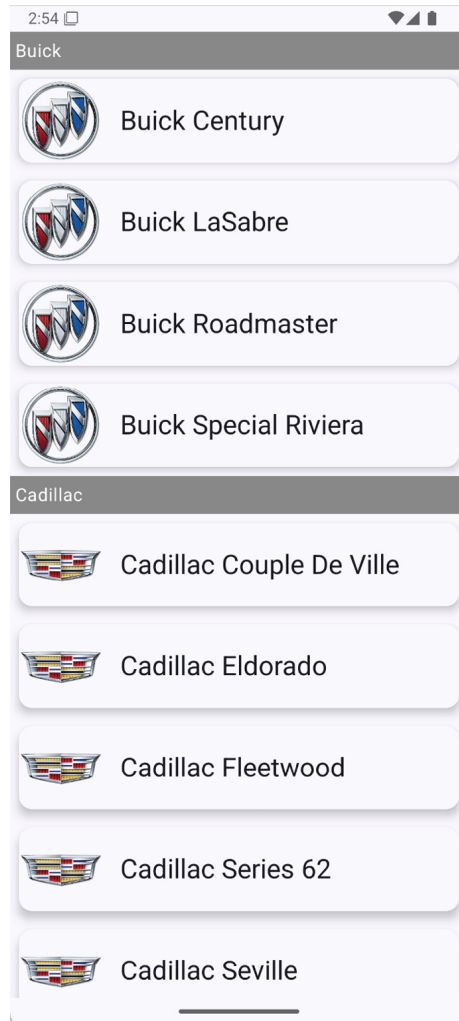 2:54
Buick
Buick Century
Buick LaSabre
Buick Roadmaster
Buick Special Riviera
Cadillac
Cadillac Couple De Ville
Cadillac Eldorado
Cadillac Fleetwood
Cadillac Series 62
Cadillac Seville